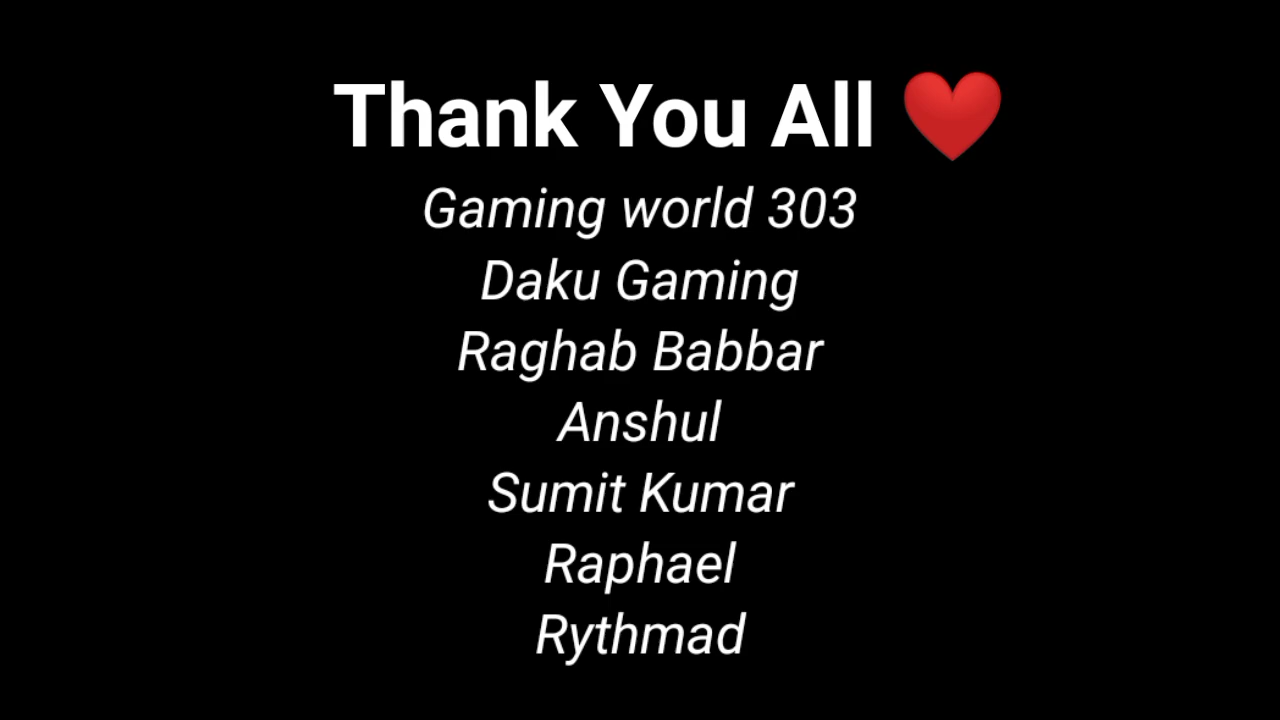 Thank You All ❤️
Gaming world 303
Daku Gaming
Raghab Babbar
Anshul
Sumit Kumar
Raphael
Rythmad